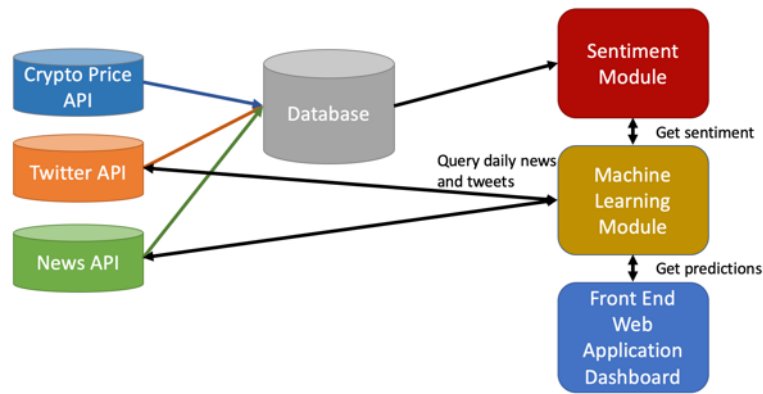 Crypto Price
API
Twitter API
News API
Database
Sentiment
Module
Get sentiment
Query daily news
and tweets
Machine
Learning
Module
Get predictions
Front End
Web
Application
Dashboard